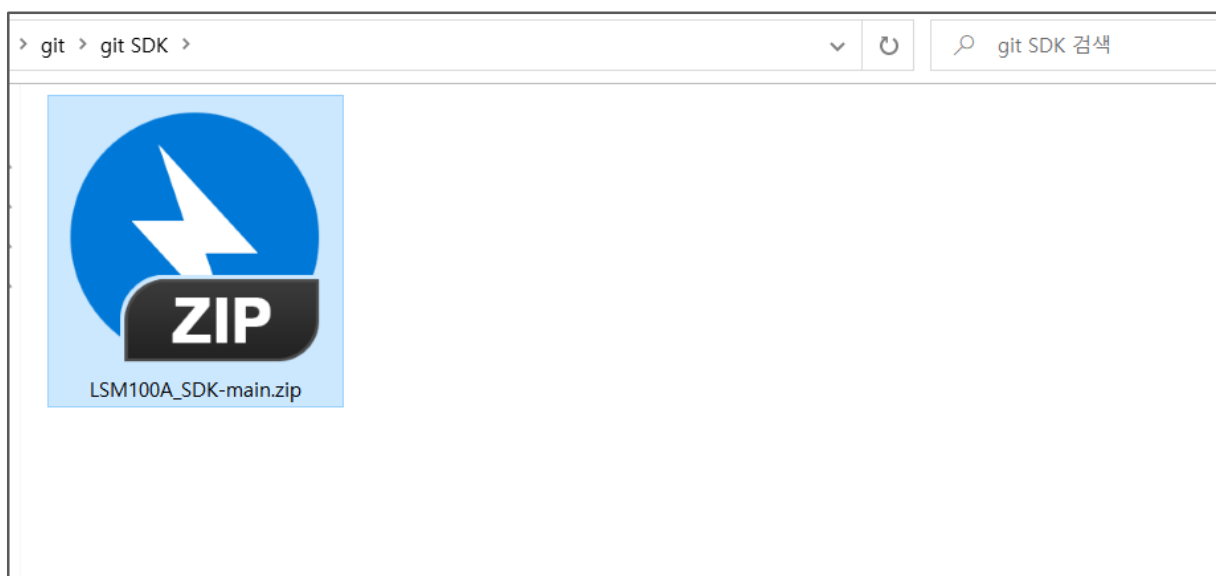 > git > git SDK >
git SDK 검색
ZIP
LSM100A_SDK-main.zip